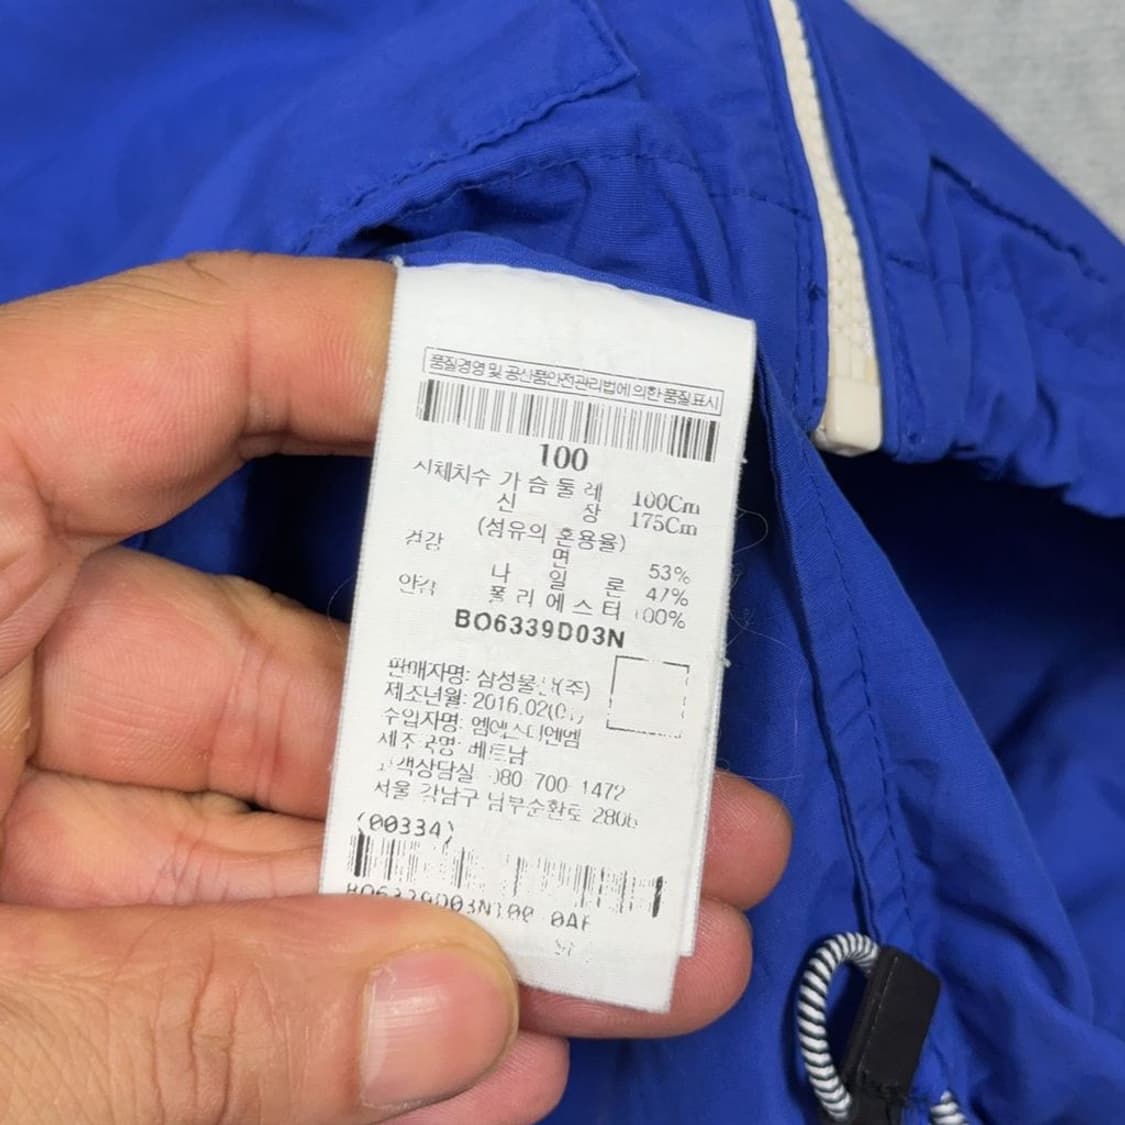 품질경영 및 공산품안전관리법에 의한 품질표시
100
시체치수 가슴둘레 100Cm
신장 175Cm
(섬유의 혼용율)
겉감 면 53%
나일론 47%
안감 폴리에스터 100%
BO6339D03N
판매자명: 삼성물산(주)
제조년월: 2016.02
수입자명: 엠에스디엔엠
제조국명: 베트남
고객상담실 080-700-1472
서울 강남구 남부순환로 2806
(00334)
BO6339D03N100 0AF